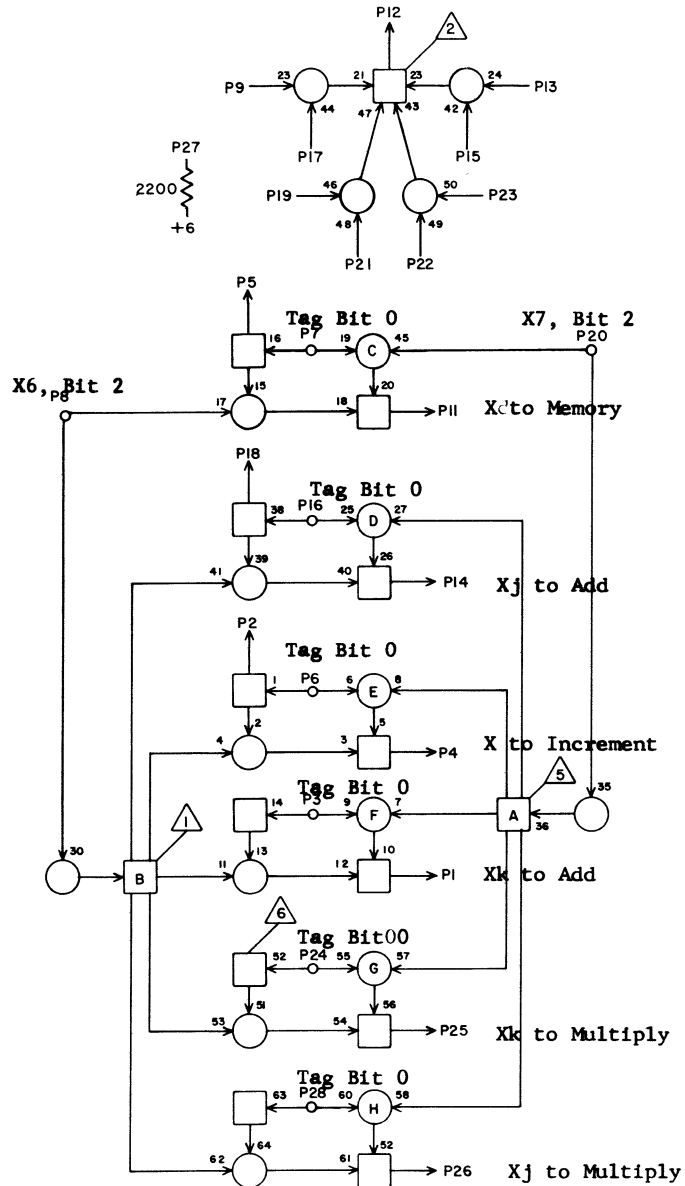 P12
2
P9 23 21 23 24 P13
44 47 43 42
P17 P15
P27
2200
+6
P19 46 50 P23
48 49
P21 P22
P5
Tag Bit 0
X7, Bit 2
P7
P20
16 19 C 45
X6, Bit 2
P8
15 20
17 18 P11
Xd to Memory
P18
Tag Bit 0
P16
38 25 D 27
39 26
41 40 P14
Xj to Add
P2
Tag Bit 0
P6
1 6 E 8
2 5
4 3 P4
X to Increment
Tag Bit 0
5
P3
14 9 F 7 A 36 35
1
13 10
30 B 11 12 P1
Xk to Add
6
Tag Bit00
P24
52 55 G 57
51 56
53 54 P25
Xk to Multiply
Tag Bit 0
P28
63 60 H 58
64 52
62 61 P26
Xj to Multiply